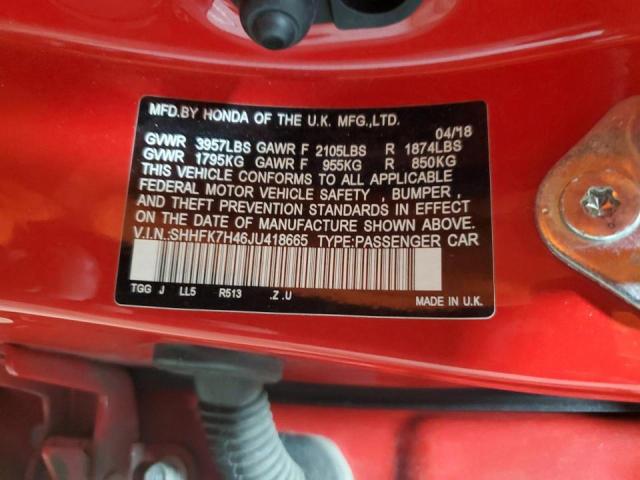 MFD.BY HONDA OF THE U.K. MFG.,LTD.
04/18
GVWR 3957LBS GAWR F 2105LBS R 1874LBS
GVWR 1795KG GAWR F 955KG R 850KG
THIS VEHICLE CONFORMS TO ALL APPLICABLE
FEDERAL MOTOR VEHICLE SAFETY , BUMPER ,
AND THEFT PREVENTION STANDARDS IN EFFECT
ON THE DATE OF MANUFACTURE SHOWN ABOVE.
V.I.N.:SHHFK7H46JU418665 TYPE:PASSENGER CAR
TGG J LL5 R513 .Z .U
MADE IN U.K.